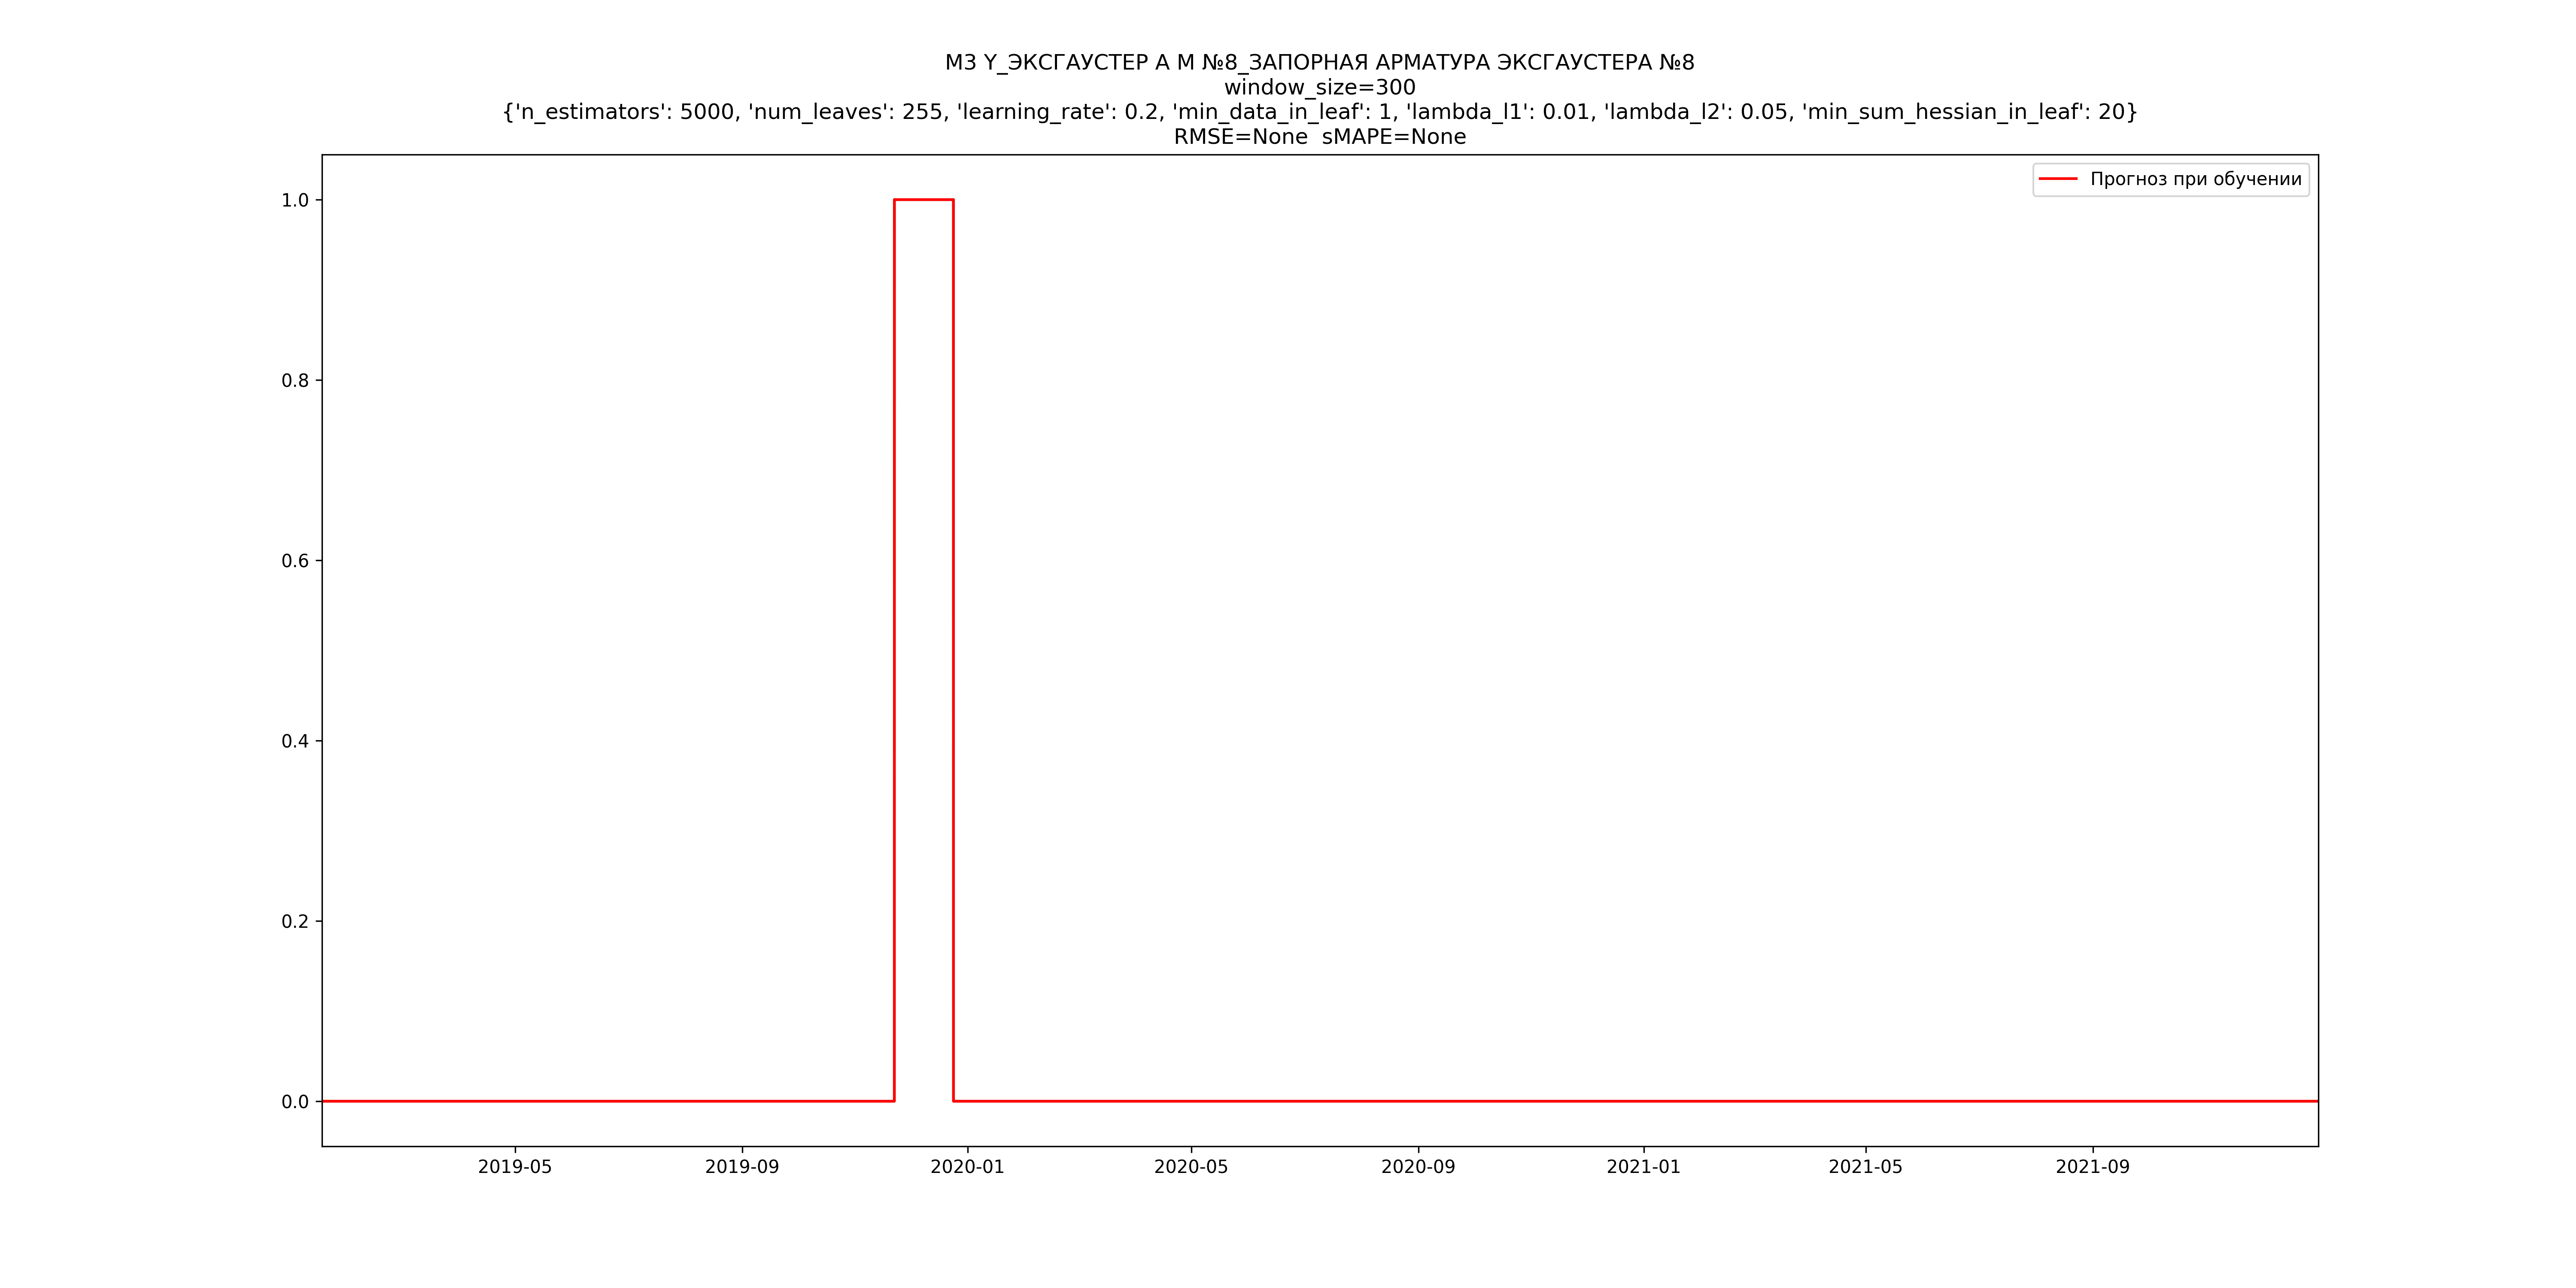 М3 Y_ЭКСГАУСТЕР А М №8_ЗАПОРНАЯ АРМАТУРА ЭКСГАУСТЕРА №8
window_size=300
{'n_estimators': 5000, 'num_leaves': 255, 'learning_rate': 0.2, 'min_data_in_leaf': 1, 'lambda_l1': 0.01, 'lambda_l2': 0.05, 'min_sum_hessian_in_leaf': 20}
RMSE=None  sMAPE=None
Прогноз при обучении
1.0
0.8
0.6
0.4
0.2
0.0
2019-05
2019-09
2020-01
2020-05
2020-09
2021-01
2021-05
2021-09